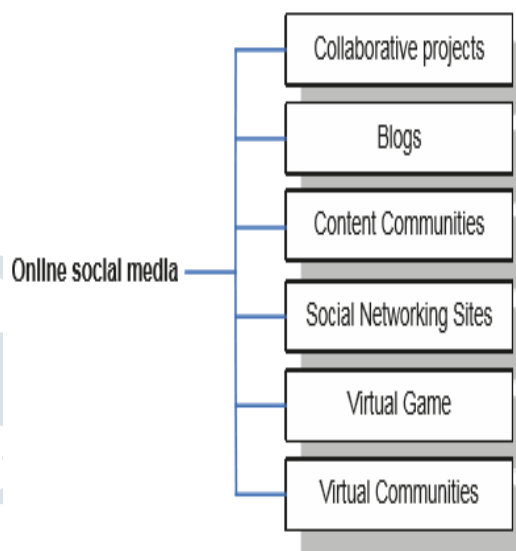 Collaborative projects
Blogs
Content Communities
Online social media
Social Networking Sites
Virtual Game
Virtual Communities